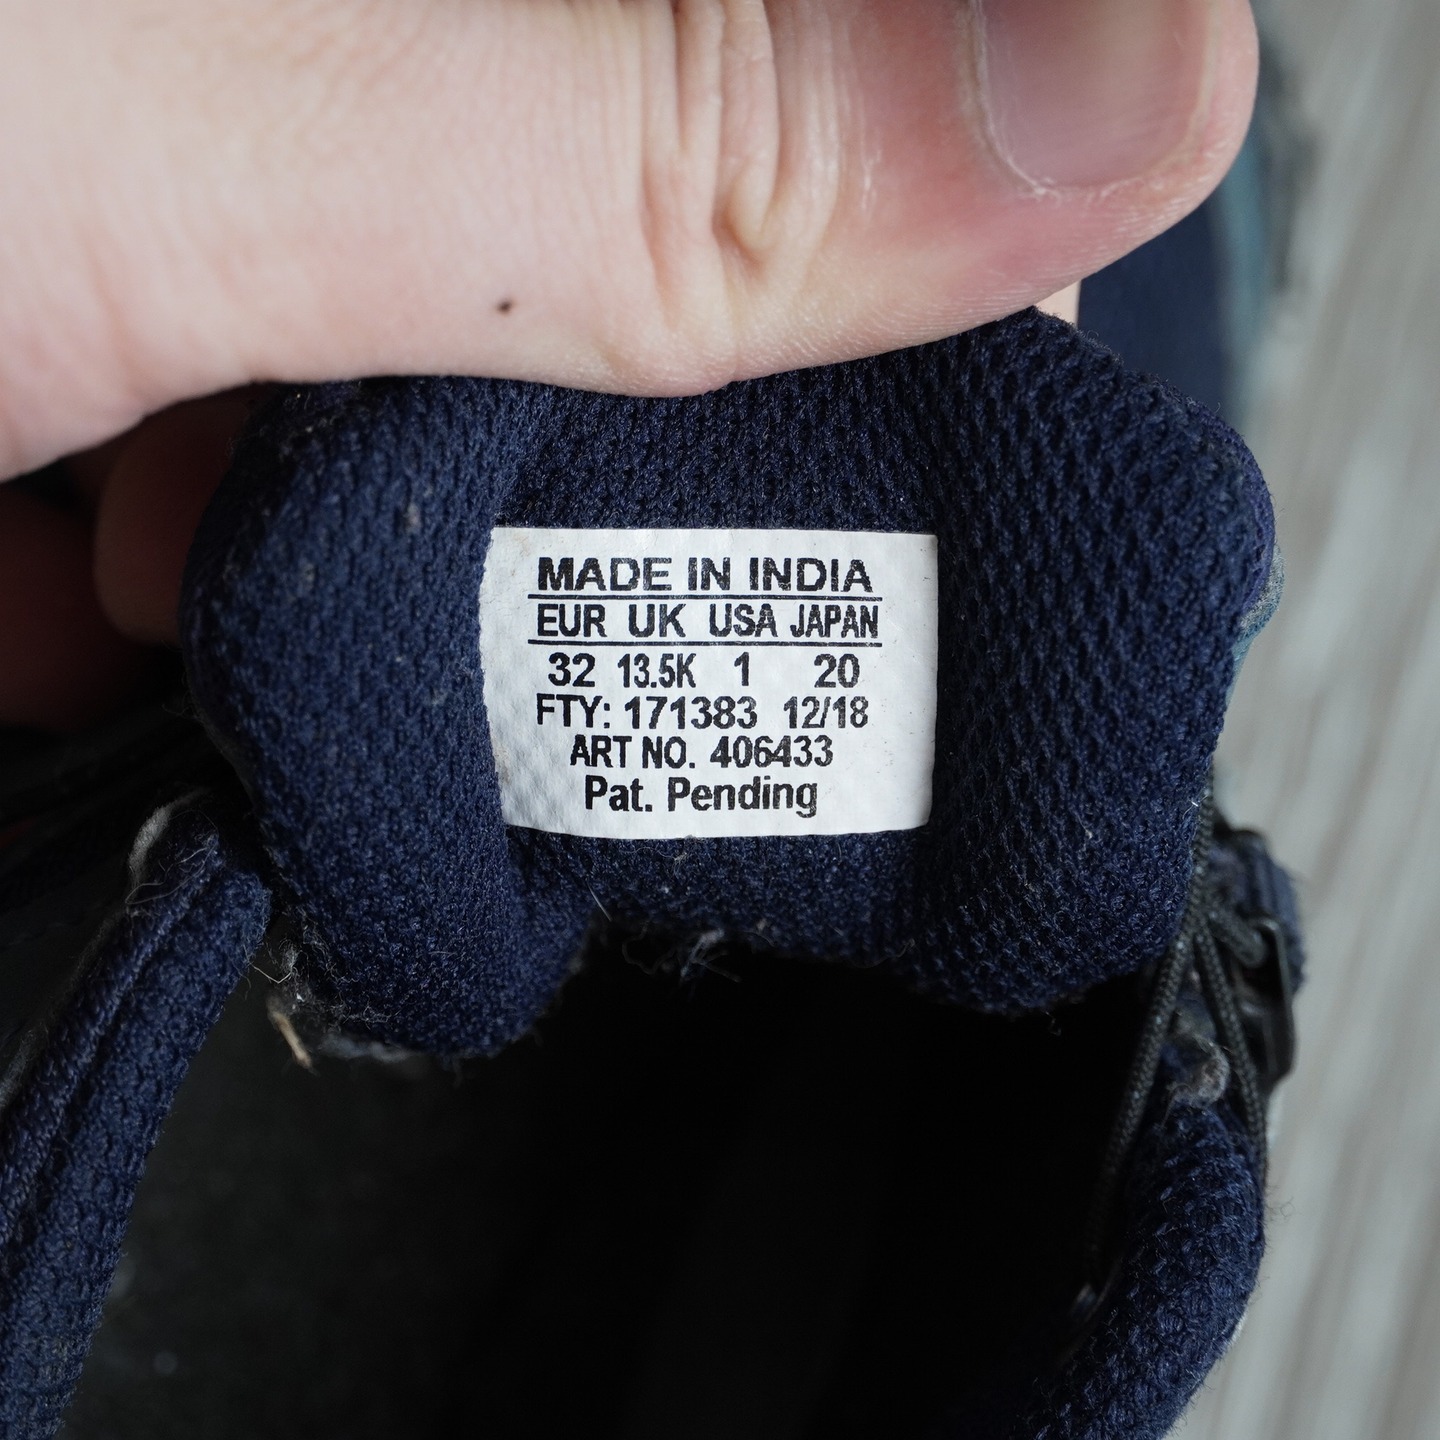 MADE IN INDIA
EUR UK USA JAPAN
32 13.5K 1 20
FTY: 171383 12/18
ART NO. 406433
Pat. Pending